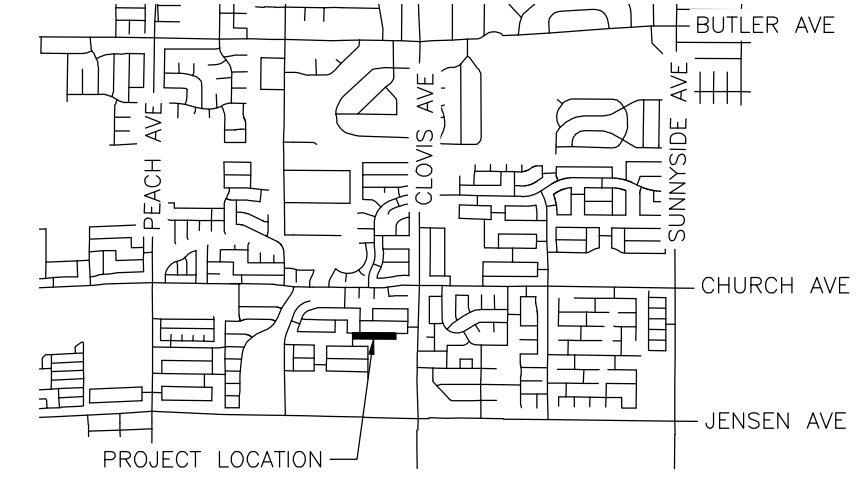 BUTLER AVE
PEACH AVE
CLOVIS AVE
SUNNYSIDE AVE
CHURCH AVE
JENSEN AVE
PROJECT LOCATION